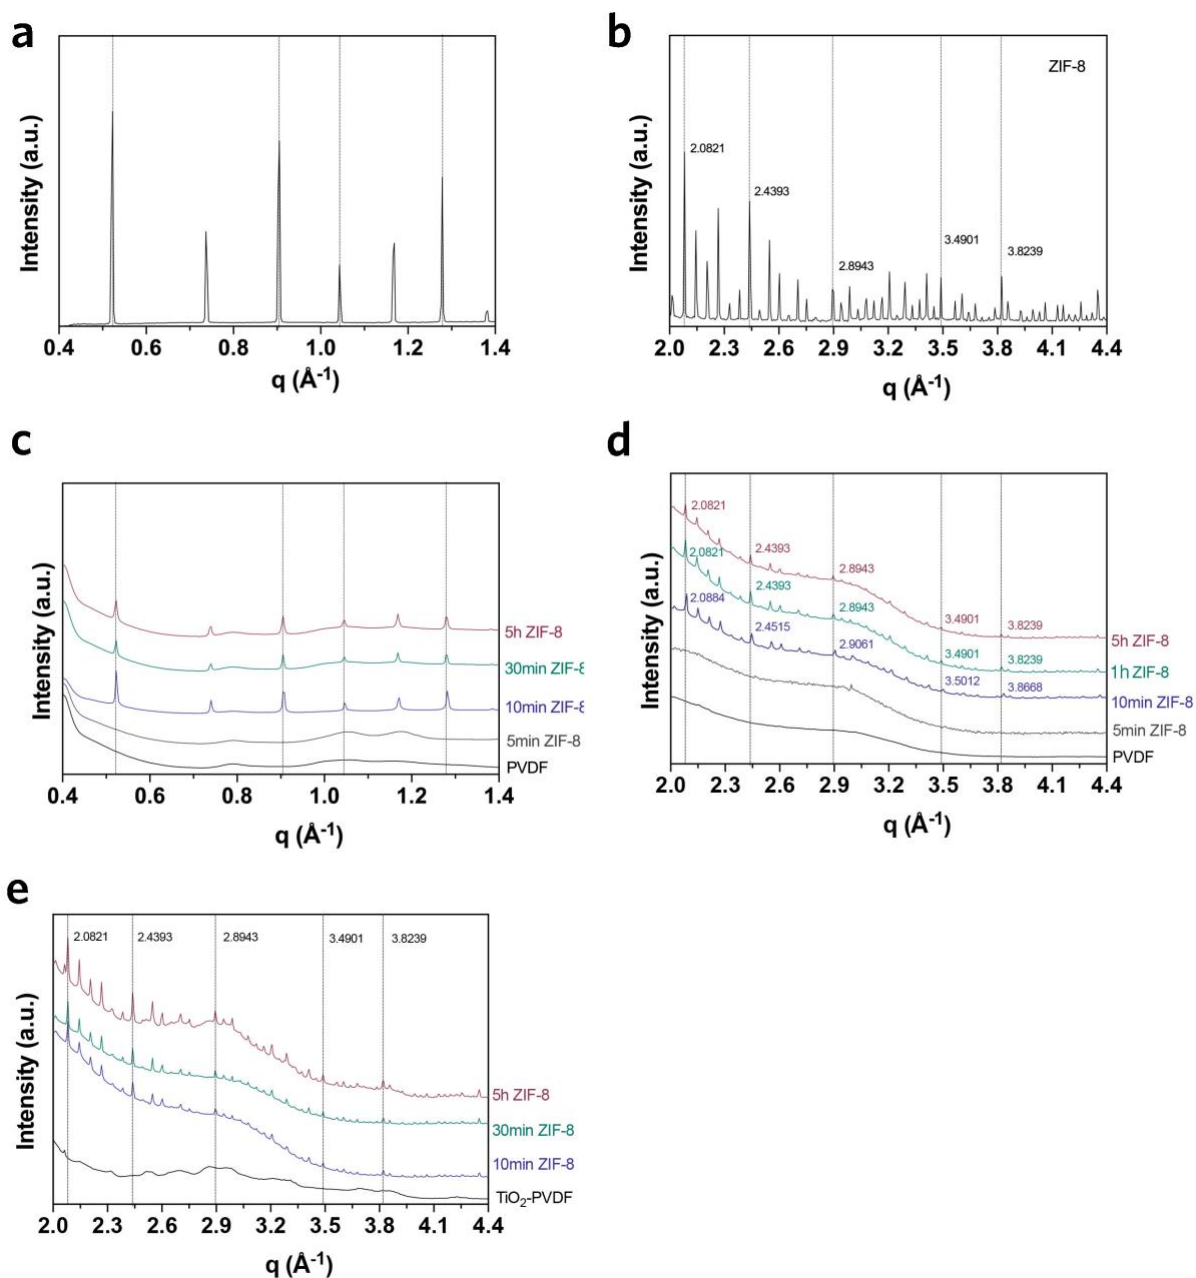 a
Intensity (a.u.)
0.4 0.6 0.8 1.0 1.2 1.4
q (Å⁻¹)
b
ZIF-8
2.0821
2.4393
3.4901
3.8239
2.8943
Intensity (a.u.)
2.0 2.3 2.6 2.9 3.2 3.5 3.8 4.1 4.4
q (Å⁻¹)
c
Intensity (a.u.)
5h ZIF-8
30min ZIF-8
10min ZIF-8
5min ZIF-8
PVDF
0.4 0.6 0.8 1.0 1.2 1.4
q (Å⁻¹)
d
Intensity (a.u.)
2.0821
2.4393
2.8943
3.4901
3.8239
5h ZIF-8
2.0821
2.4393
2.8943
3.4901
3.8239
1h ZIF-8
2.0884
2.4515
2.9061
3.5012
3.8668
10min ZIF-8
5min ZIF-8
PVDF
2.0 2.3 2.6 2.9 3.2 3.5 3.8 4.1 4.4
q (Å⁻¹)
e
2.0821 2.4393 2.8943 3.4901 3.8239
Intensity (a.u.)
5h ZIF-8
30min ZIF-8
10min ZIF-8
TiO₂-PVDF
2.0 2.3 2.6 2.9 3.2 3.5 3.8 4.1 4.4
q (Å⁻¹)